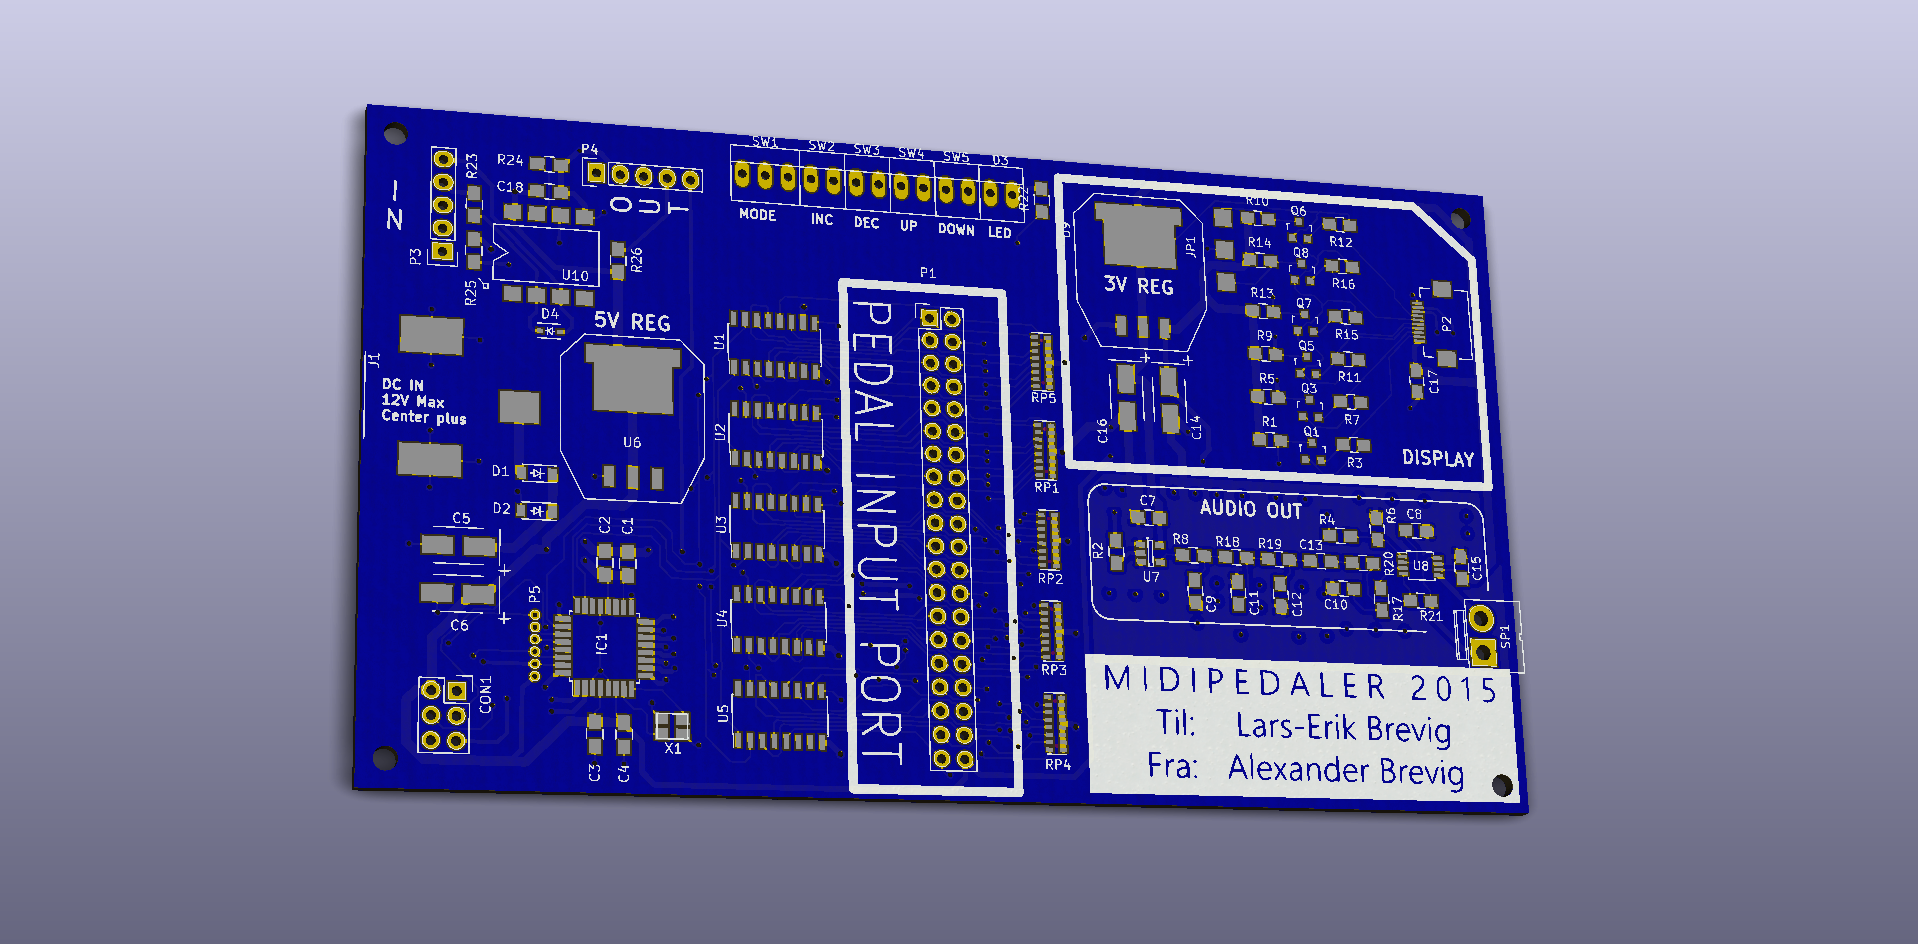 R23
R24
C18
P4
I
N
O
U
T
P3
R25
U10
R26
D4
SW1
SW2
SW3
SW4
SW5
D3
R22
MODE
INC
DEC
UP
DOWN
LED
J1
DC IN
12V Max
Center plus
5V REG
U6
D1
D2
C5
C6
+
+
C2
C1
P5
IC1
CON1
C3
C4
X1
U1
U2
U3
U4
U5
P1
PEDAL INPUT PORT
RP5
RP1
RP2
RP3
RP4
JP1
3V REG
+
+
C16
C14
R10
Q6
R12
R14
Q8
R16
R13
Q7
R15
R9
Q5
R11
R5
Q3
R7
R1
Q1
R3
P2
C17
DISPLAY
AUDIO OUT
C7
R2
U7
R8
R18
R19
C13
R4
R6
C8
R20
U8
C15
C9
C11
C12
C10
R17
R21
SP1
MIDIPEDALER 2015
Til: Lars-Erik Brevig
Fra: Alexander Brevig